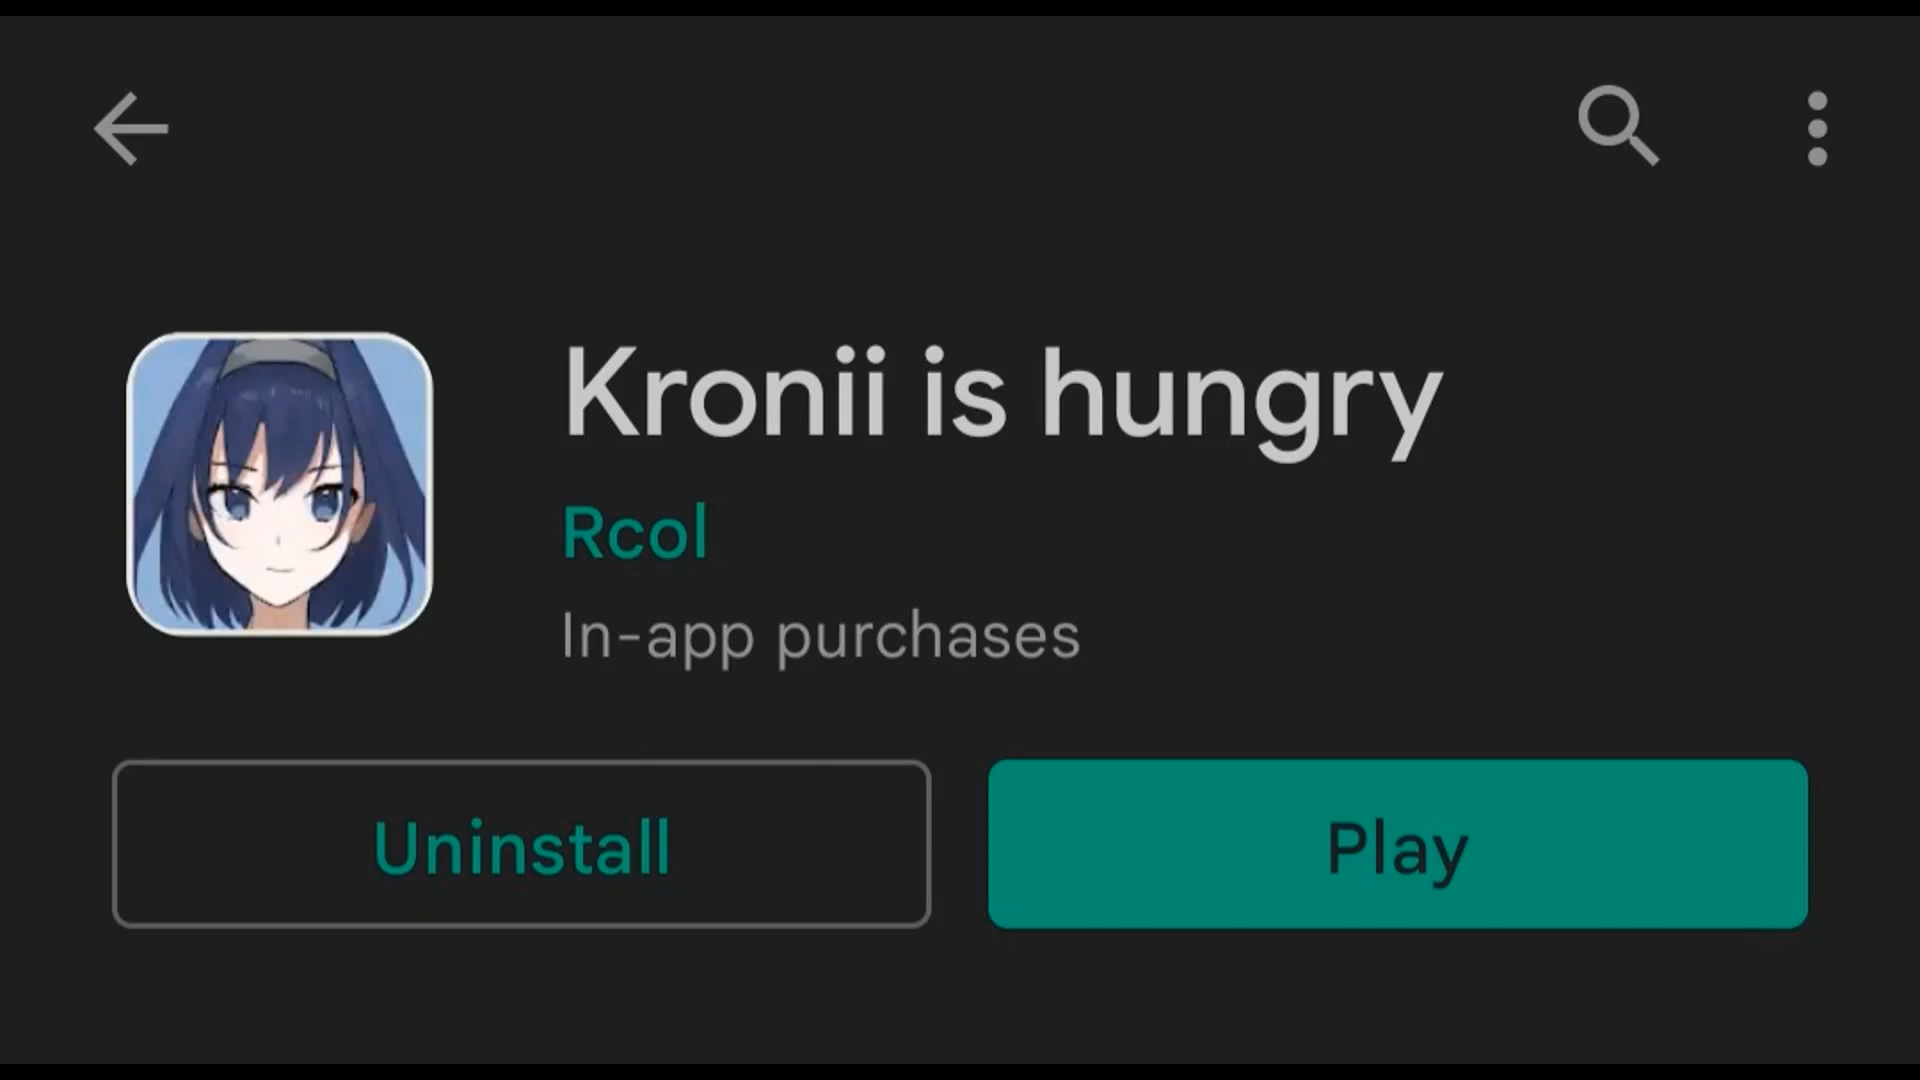 Kronii is hungry
Rcol
In-app purchases
Uninstall
Play